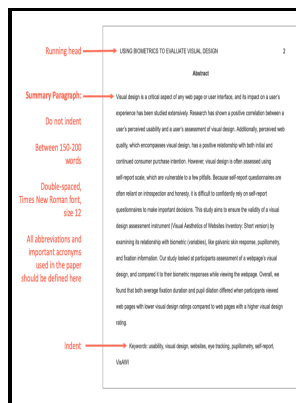 Running head
USING BIOMETRICS TO EVALUATE VISUAL DESIGN 2
Abstract
Summary Paragraph:
Do not indent
Between 150-200
words
Double-spaced,
Times New Roman font,
size 12
All abbreviations and
important acronyms
used in the paper
should be defined here
Visual design is a critical aspect of any web page or user interface, and its impact on a user's
experience has been studied extensively. Research has shown a positive correlation between a
user's perceived usability and a user's assessment of visual design. Additionally, perceived web
quality, which encompasses visual design, has a positive relationship with both initial and
continued consumer purchase intention. However, visual design is often assessed using
self-report scale, which are vulnerable to a few pitfalls. Because self-report questionnaires are
often reliant on introspection and honesty, it is difficult to confidently rely on self-report
questionnaires to make important decisions. This study aims to ensure the validity of a visual
design assessment instrument (Visual Aesthetics of Websites Inventory: Short version) by
examining its relationship with biometric (variables), like galvanic skin response, pupillometry,
and fixation information. Our study looked at participants assessment of a webpage's visual
design, and compared it to their biometric responses while viewing the webpage. Overall, we
found that both average fixation duration and pupil dilation differed when participants viewed
web pages with lower visual design ratings compared to web pages with a higher visual design
rating.
Indent
Keywords: usability, visual design, websites, eye tracking, pupillometry, self-report,
VisAWI